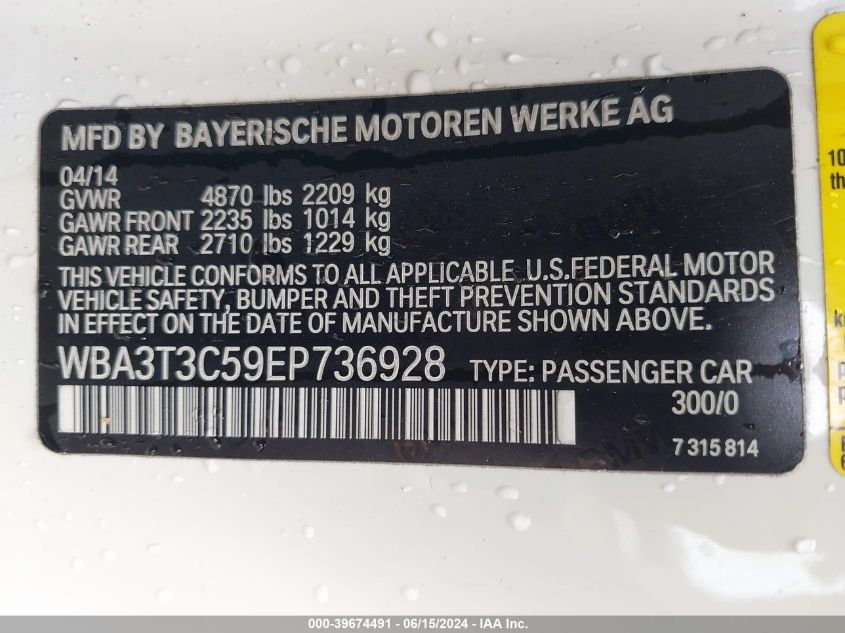 MFD BY BAYERISCHE MOTOREN WERKE AG
04/14
GVWR 4870 lbs 2209 kg
GAWR FRONT 2235 lbs 1014 kg
GAWR REAR 2710 lbs 1229 kg
THIS VEHICLE CONFORMS TO ALL APPLICABLE U.S.FEDERAL MOTOR
VEHICLE SAFETY, BUMPER AND THEFT PREVENTION STANDARDS
IN EFFECT ON THE DATE OF MANUFACTURE SHOWN ABOVE.
WBA3T3C59EP736928 TYPE: PASSENGER CAR
300/0
7 315 814
10
th
000-39674491 - 06/15/2024 - IAA Inc.